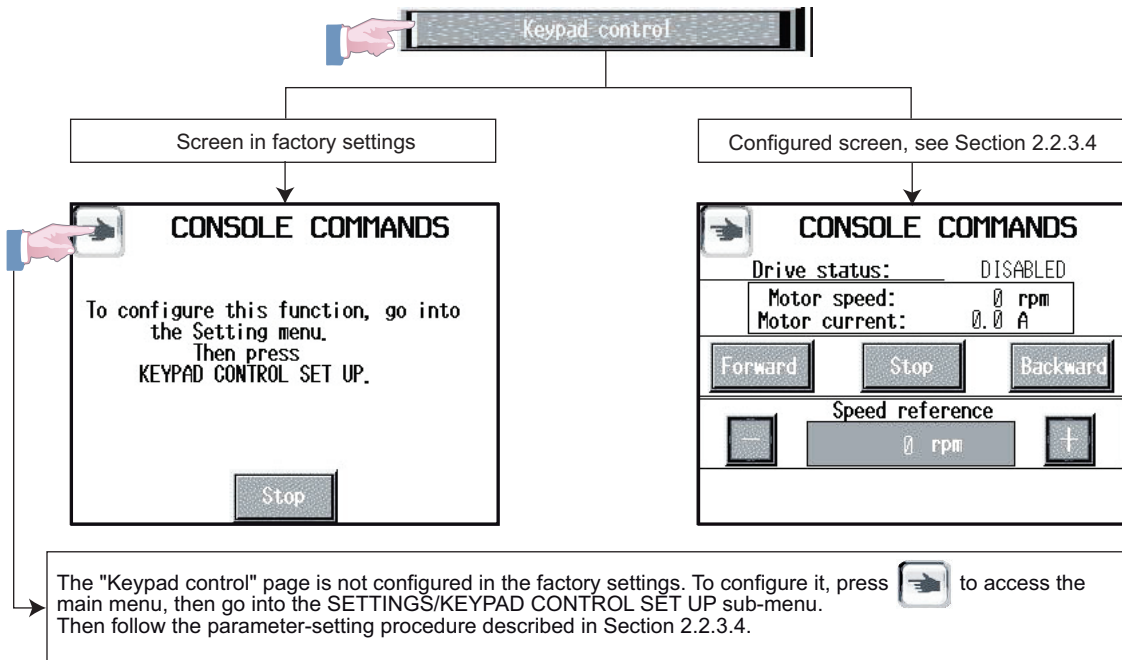 Keypad control
Screen in factory settings
Configured screen, see Section 2.2.3.4
CONSOLE COMMANDS
To configure this function, go into
the Setting menu.
Then press
KEYPAD CONTROL SET UP.
Stop
CONSOLE COMMANDS
Drive status: DISABLED
Motor speed: 0 rpm
Motor current: 0.0 A
Forward Stop Backward
Speed reference
- 0 rpm +
The "Keypad control" page is not configured in the factory settings. To configure it, press to access the
main menu, then go into the SETTINGS/KEYPAD CONTROL SET UP sub-menu.
Then follow the parameter-setting procedure described in Section 2.2.3.4.